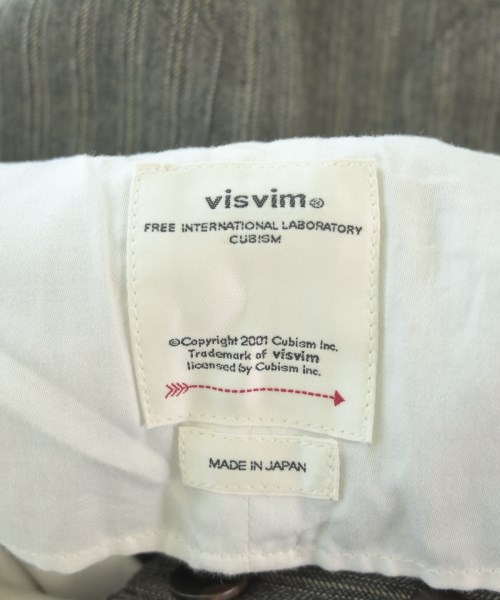 visvim®
FREE INTERNATIONAL LABORATORY
CUBISM
©Copyright 2001 Cubism Inc.
Trademark of visvim
licensed by Cubism inc.
MADE IN JAPAN